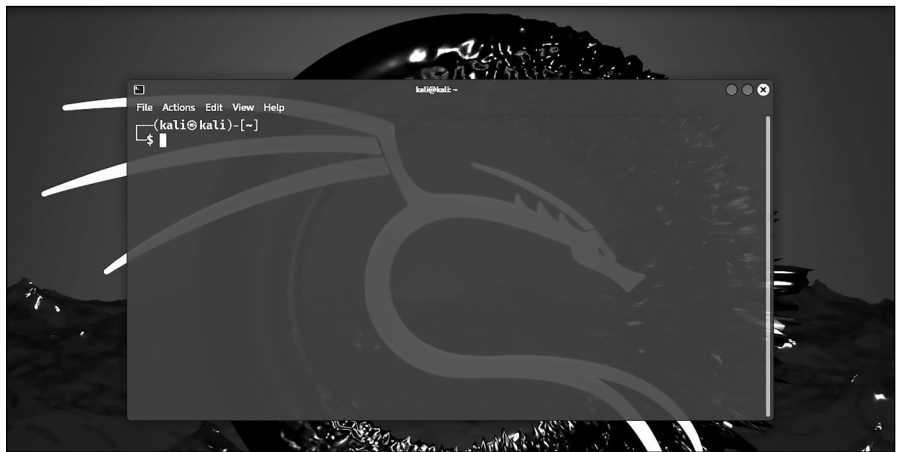 kali@kali: ~
File Actions Edit View Help
┌──(kali㉿kali)-[~]
└─$